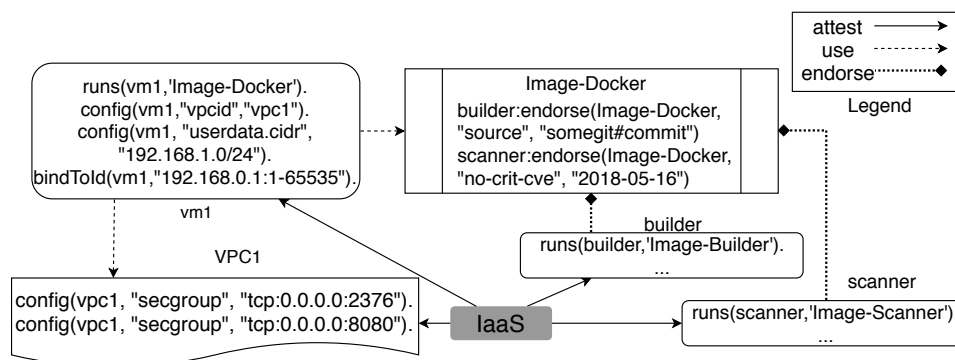 attest
use
endorse
Legend
runs(vm1,'Image-Docker').
config(vm1,"vpcid","vpc1").
config(vm1, "userdata.cidr",
"192.168.1.0/24").
bindToId(vm1,"192.168.0.1:1-65535").
vm1
Image-Docker
builder:endorse(Image-Docker,
"source", "somegit#commit")
scanner:endorse(Image-Docker,
"no-crit-cve", "2018-05-16")
builder
runs(builder,'Image-Builder').
...
VPC1
config(vpc1, "secgroup", "tcp:0.0.0.0:2376").
config(vpc1, "secgroup", "tcp:0.0.0.0:8080").
IaaS
scanner
runs(scanner,'Image-Scanner')
...